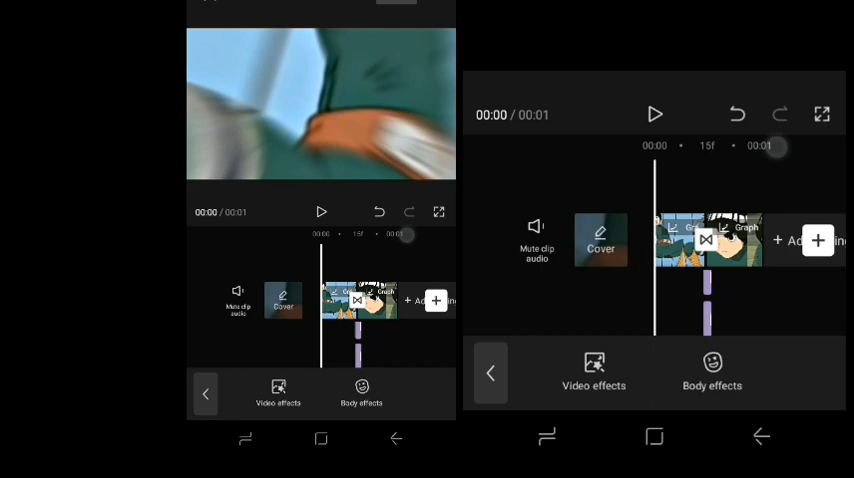 00:00 / 00:01
00:00 15f 00:01
Mute clip
audio
Cover
Graph
Video effects
Body effects
00:00 / 00:01
00:00 15f 00:01
Mute clip
audio
Cover
Graph
Video effects
Body effects